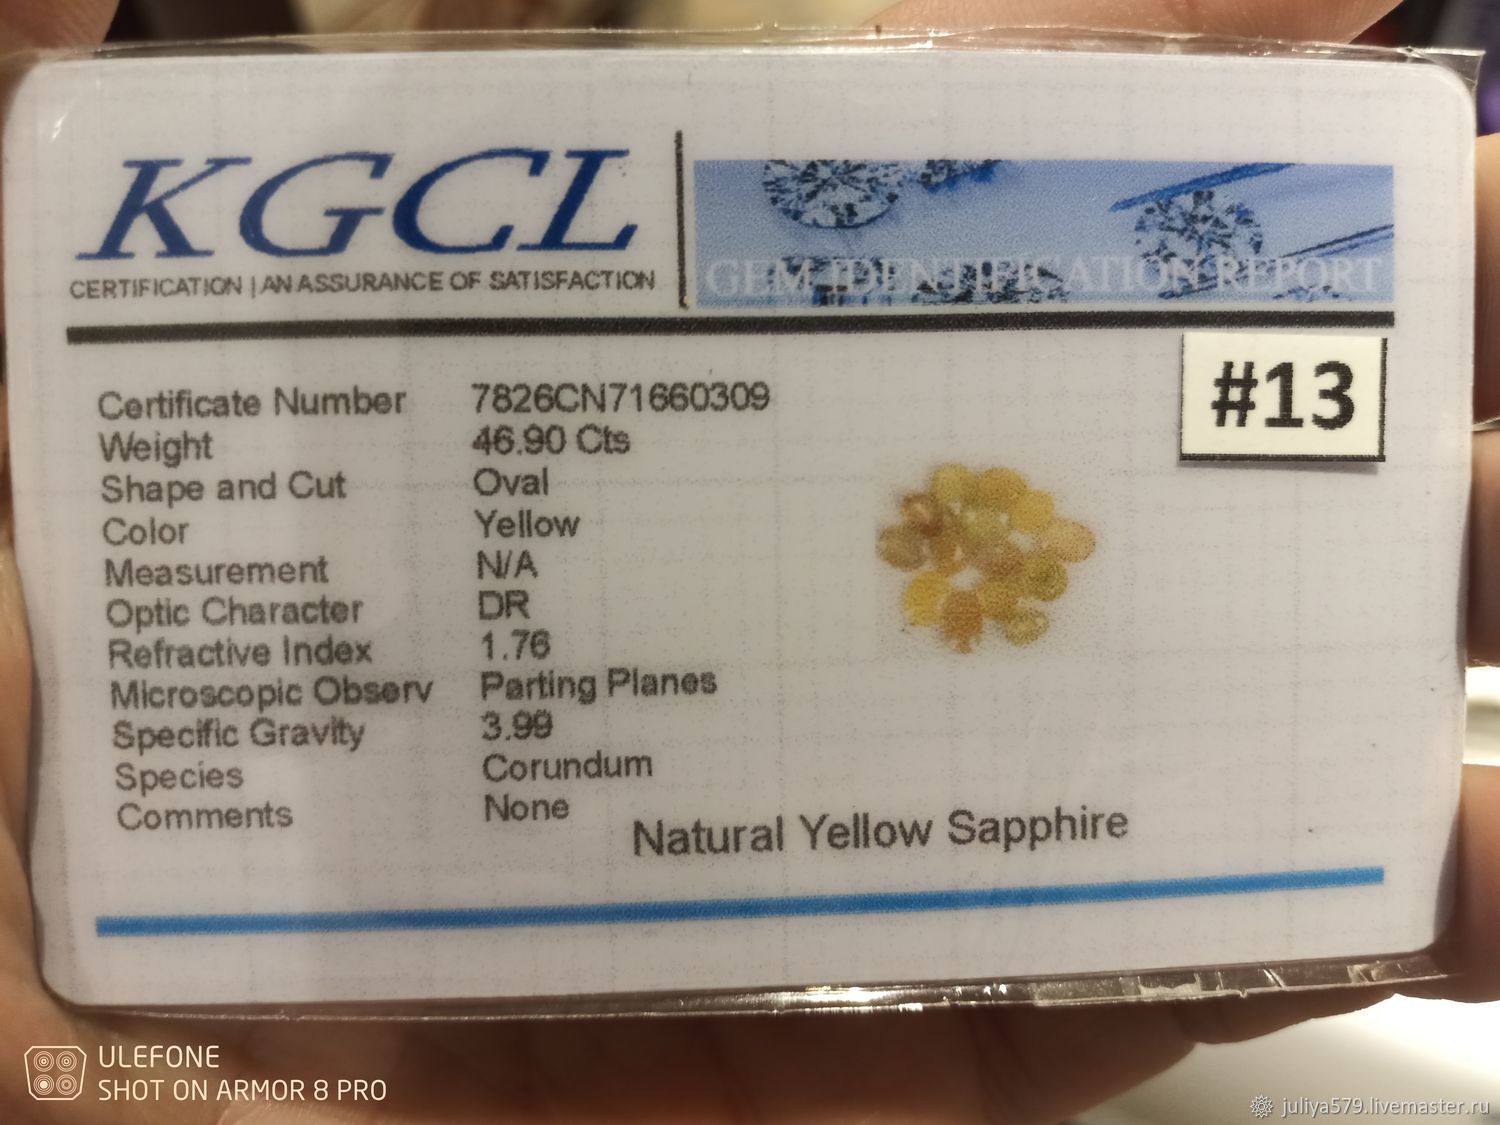 KGCL
CERTIFICATION | AN ASSURANCE OF SATISFACTION
GEM IDENTIFICATION REPORT
#13
Certificate Number 7826CN71660309
Weight 46.90 Cts
Shape and Cut Oval
Color Yellow
Measurement N/A
Optic Character DR
Refractive Index 1.76
Microscopic Observ Parting Planes
Specific Gravity 3.99
Species Corundum
Comments None
Natural Yellow Sapphire
ULEFONE
SHOT ON ARMOR 8 PRO
juliya579.livemaster.ru